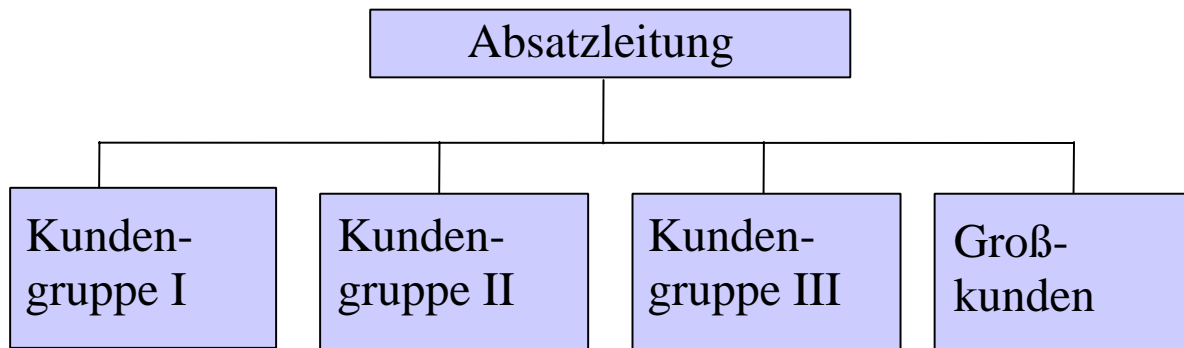 Absatzleitung
Kunden-
gruppe I
Kunden-
gruppe II
Kunden-
gruppe III
Groß-
kunden